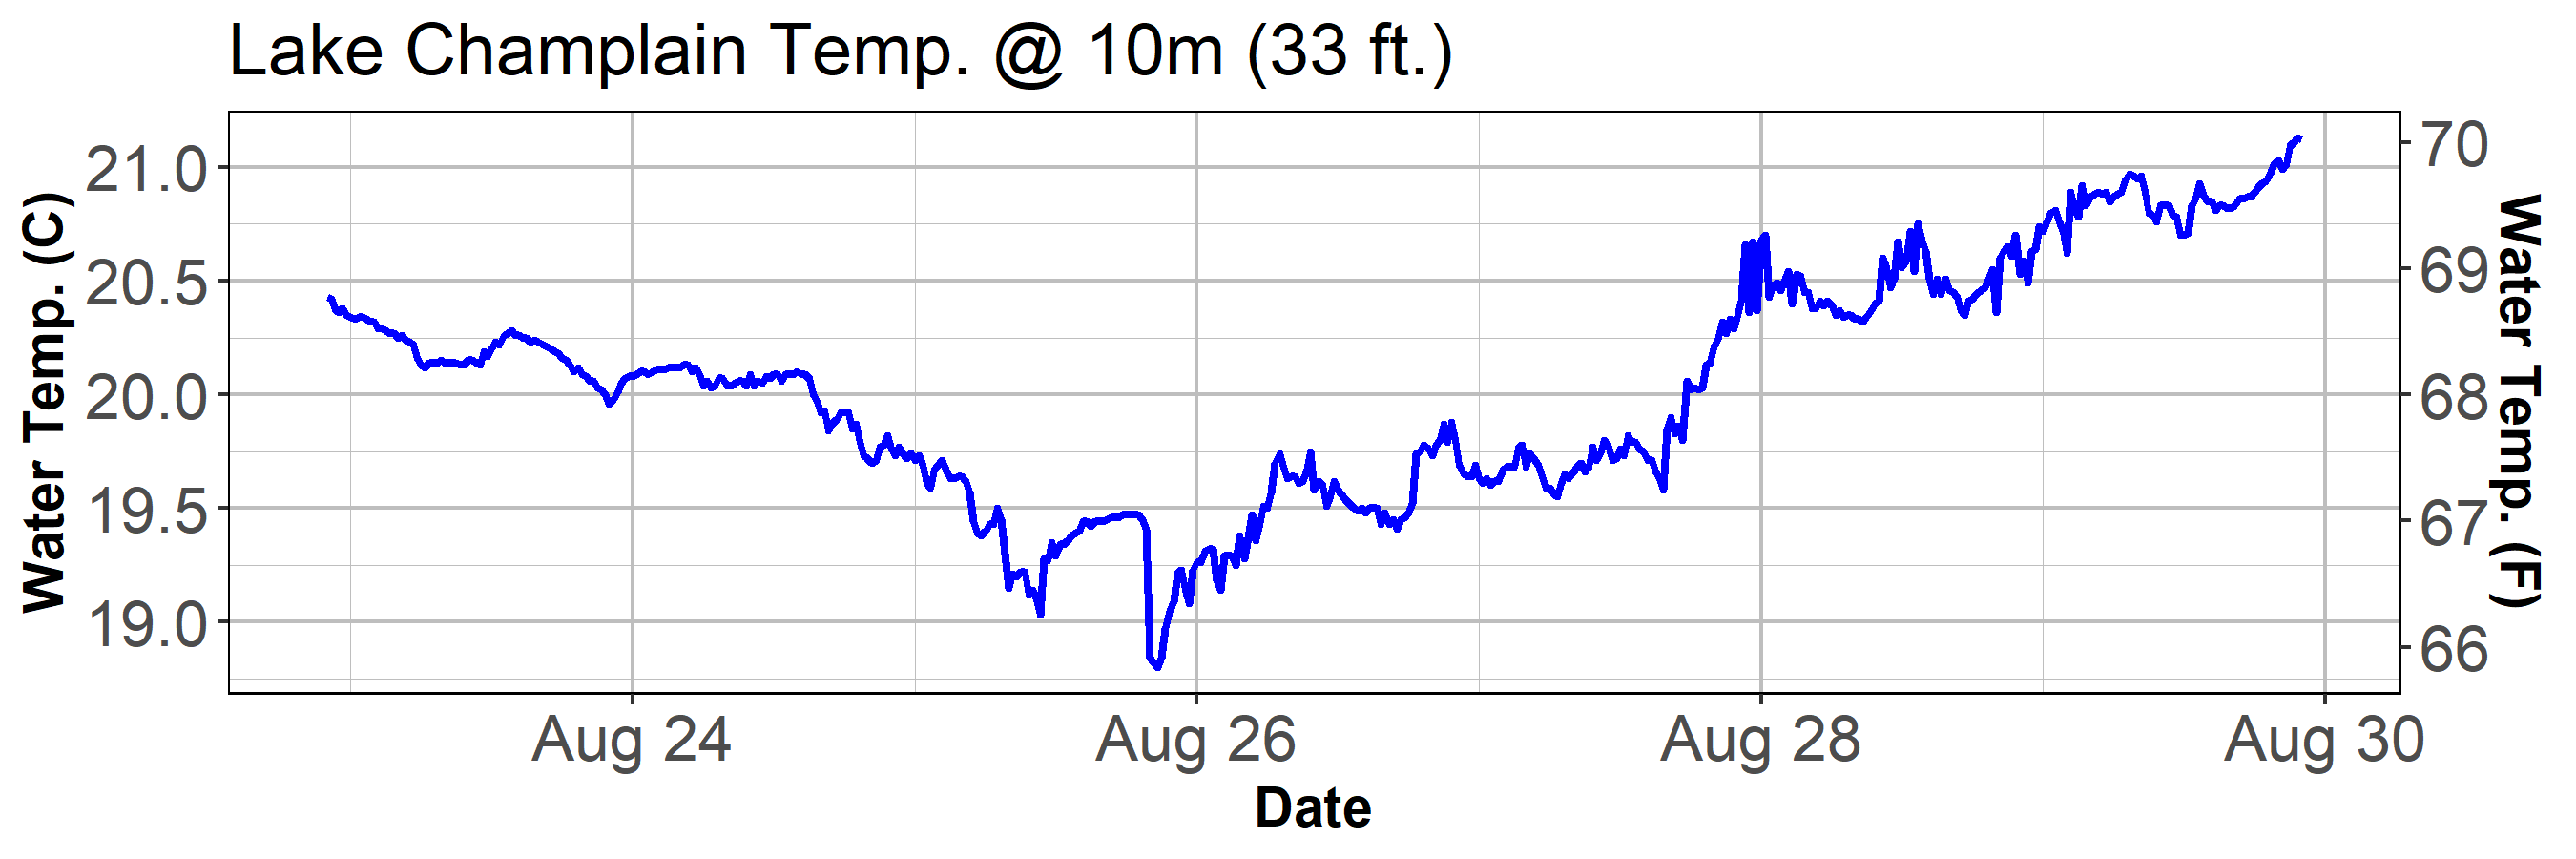 Lake Champlain Temp. @ 10m (33 ft.)
Water Temp. (C)
21.0
20.5
20.0
19.5
19.0
70
69
68
67
66
Water Temp. (F)
Aug 24
Aug 26
Aug 28
Aug 30
Date